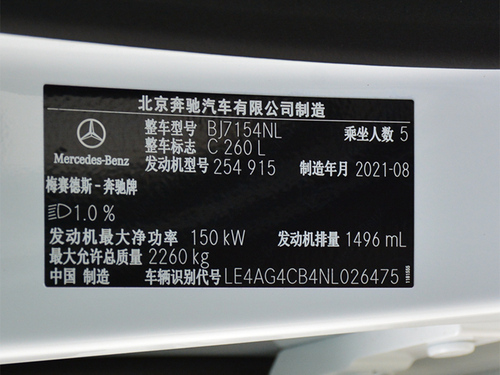 北京奔驰汽车有限公司制造
整车型号 BJ7154NL 乘坐人数 5
整车标志 C 260 L
Mercedes-Benz
发动机型号 254 915 制造年月 2021-08
梅赛德斯-奔驰牌
1.0 %
发动机最大净功率 150 kW 发动机排量 1496 mL
最大允许总质量 2260 kg
中国 制造 车辆识别代号 LE4AG4CB4NL026475